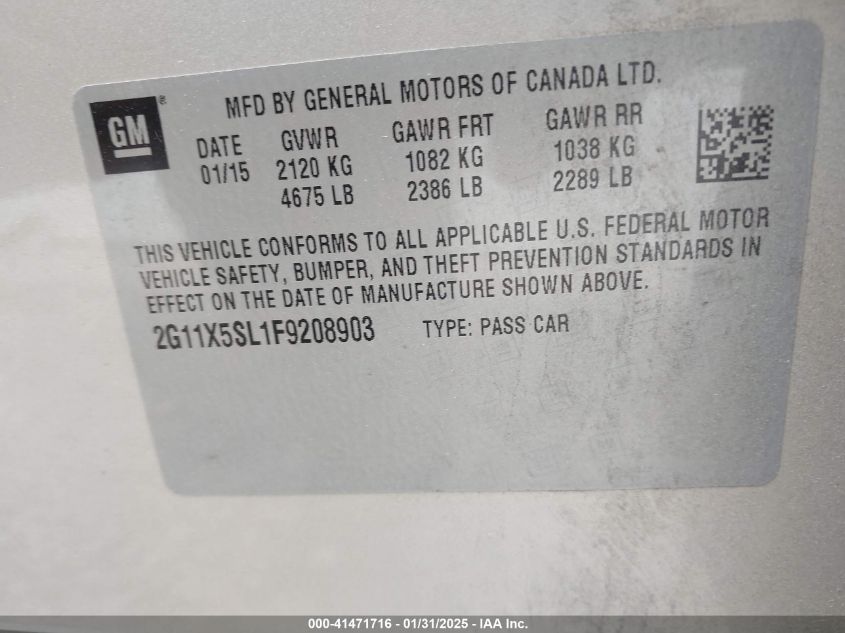 GM®
MFD BY GENERAL MOTORS OF CANADA LTD.
DATE GVWR GAWR FRT GAWR RR
01/15 2120 KG 1082 KG 1038 KG
4675 LB 2386 LB 2289 LB
THIS VEHICLE CONFORMS TO ALL APPLICABLE U.S. FEDERAL MOTOR
VEHICLE SAFETY, BUMPER, AND THEFT PREVENTION STANDARDS IN
EFFECT ON THE DATE OF MANUFACTURE SHOWN ABOVE.
2G11X5SL1F9208903 TYPE: PASS CAR
000-41471716 - 01/31/2025 - IAA Inc.